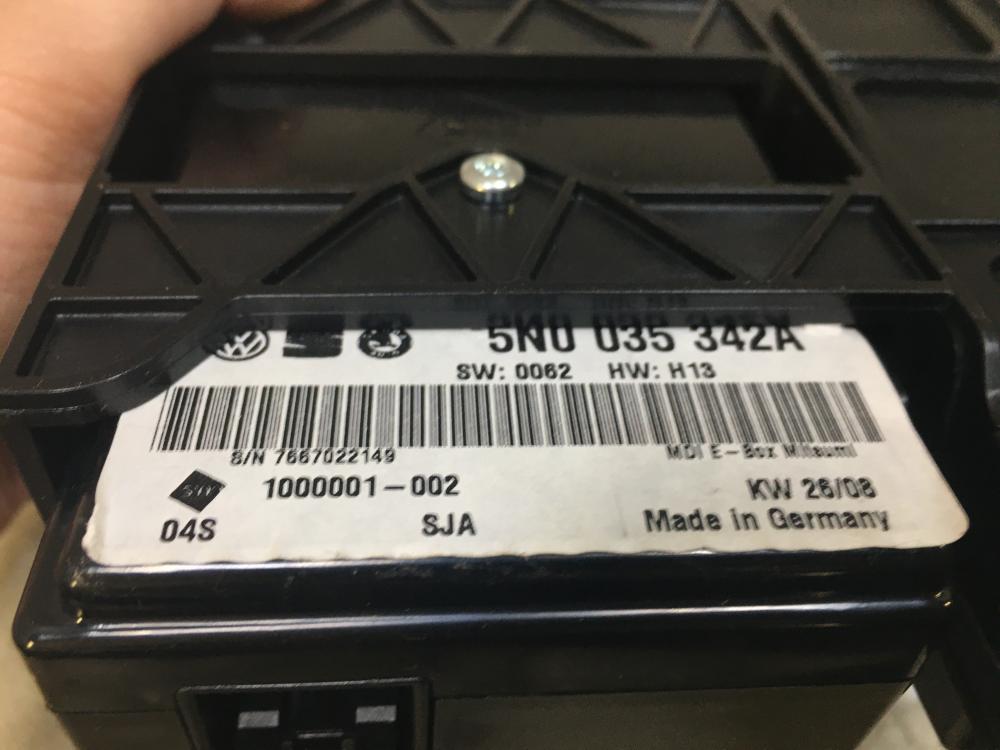 5N0 035 342A
SW: 0062 HW: H13
S/N 7667022149
MDI E-Box Milsumi
1000001-002
KW 26/08
04S SJA Made in Germany